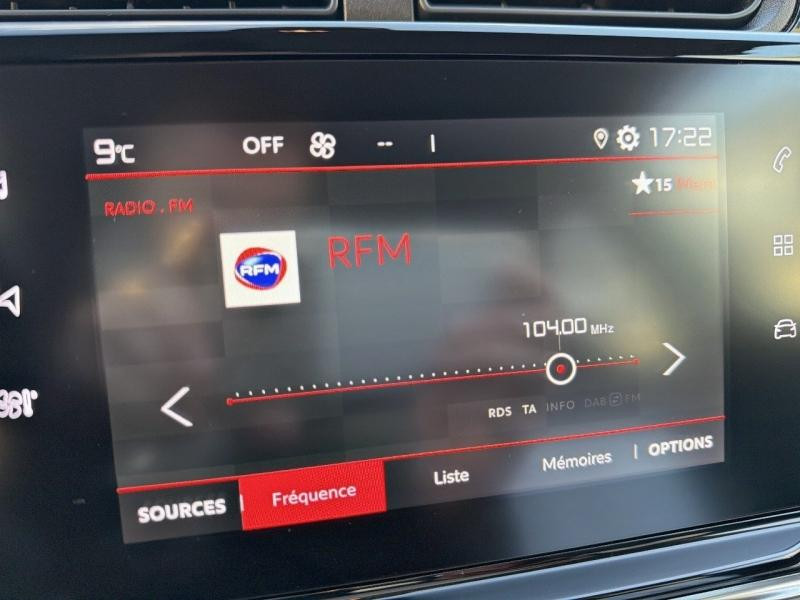 9°C OFF -- 17:22
15 Mem
RADIO . FM
RFM
RFM
104.00 MHz
RDS TA INFO DAB FM
SOURCES Fréquence Liste Mémoires OPTIONS